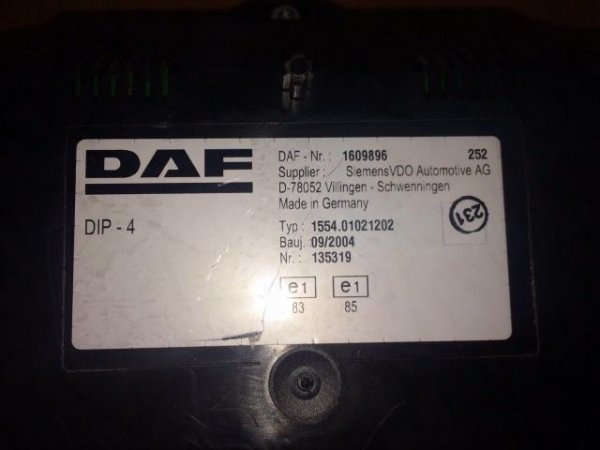 DAF
DIP - 4
DAF - Nr.: 1609896 252
Supplier: SiemensVDO Automotive AG
D-78052 Villingen - Schwenningen
Made in Germany
231
Typ: 1554.01021202
Bauj. 09/2004
Nr.: 135319
e1 e1
83 85